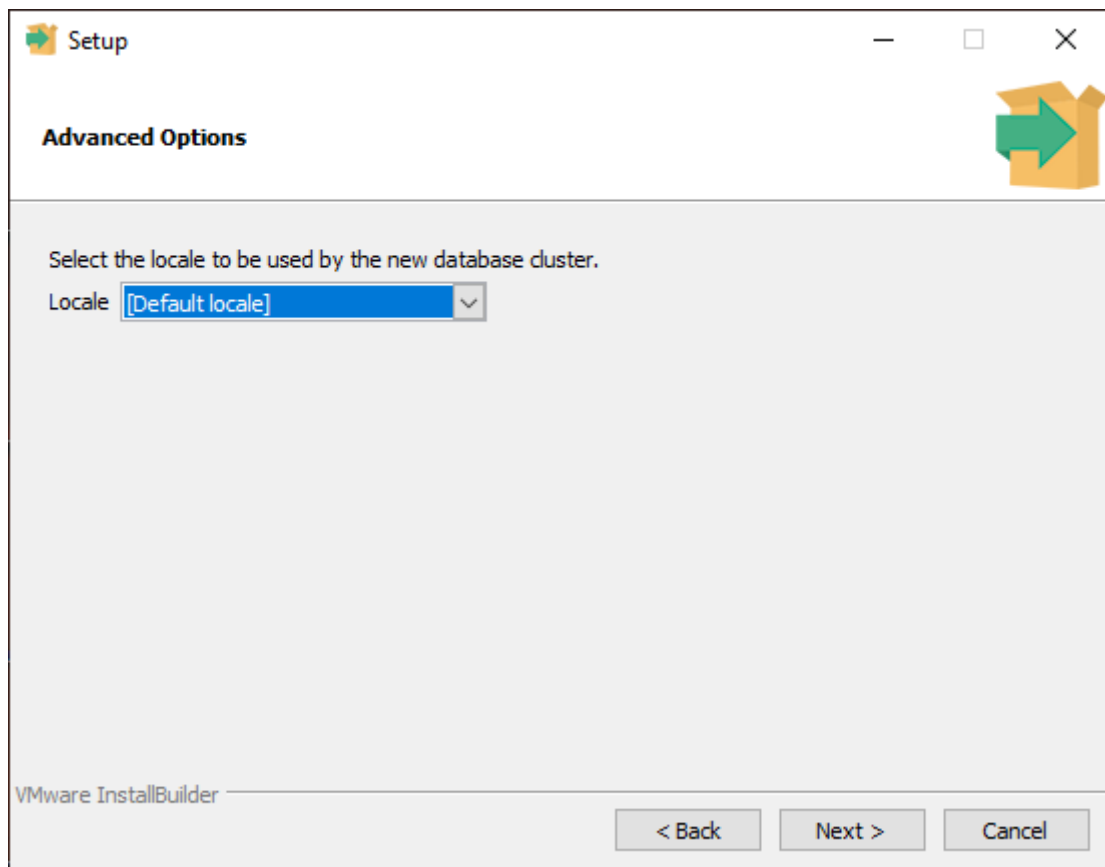 Setup
Advanced Options
Select the locale to be used by the new database cluster.
Locale [Default locale]
VMware InstallBuilder
< Back Next > Cancel